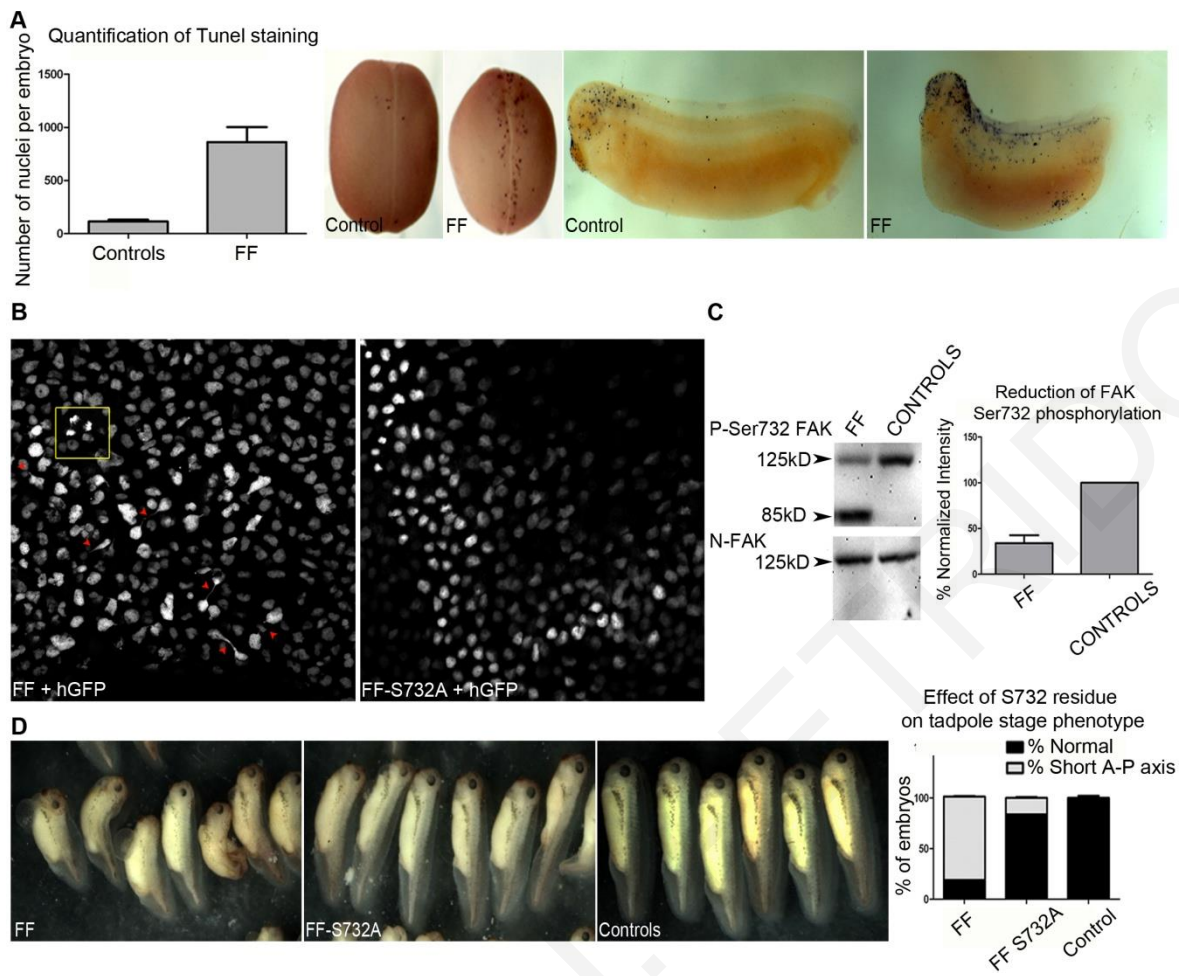 A
Quantification of Tunel staining
Number of nuclei per embryo
1500
1000
500
0
Controls
FF
Control
FF
Control
FF
B
FF + hGFP
FF-S732A + hGFP
C
FF
CONTROLS
P-Ser732 FAK
125kD
85kD
N-FAK
125kD
Reduction of FAK
Ser732 phosphorylation
% Normalized Intensity
150
100
50
0
FF
CONTROLS
D
FF
FF-S732A
Controls
Effect of S732 residue
on tadpole stage phenotype
% Normal
% Short A-P axis
% of embryos
100
50
0
FF
FF S732A
Control